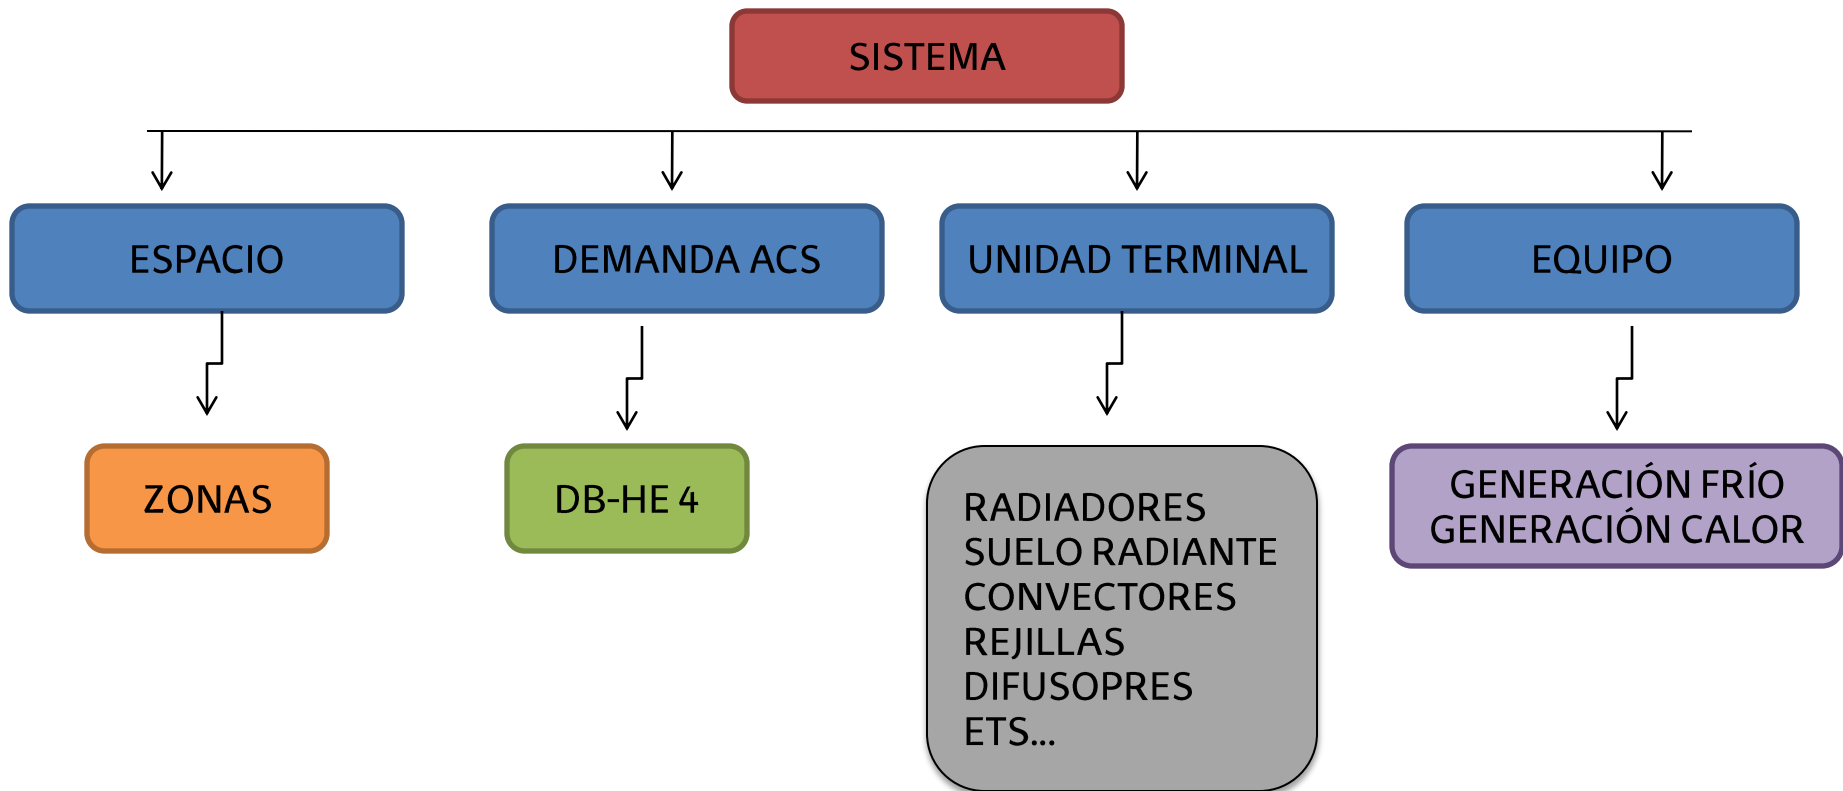 SISTEMA
ESPACIO
DEMANDA ACS
UNIDAD TERMINAL
EQUIPO
ZONAS
DB-HE 4
RADIADORES
SUELO RADIANTE
CONVECTORES
REJILLAS
DIFUSOPRES
ETS...
GENERACIÓN FRÍO
GENERACIÓN CALOR